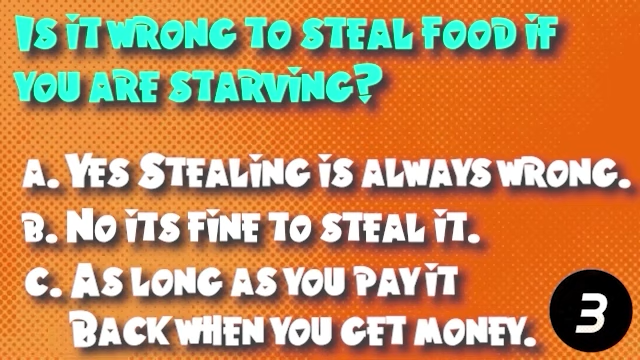 Is it wrong to steal food if
you are starving?
A. Yes Stealing is always wrong.
B. No its fine to steal it.
C. As long as you pay it
Back when you get money.
3